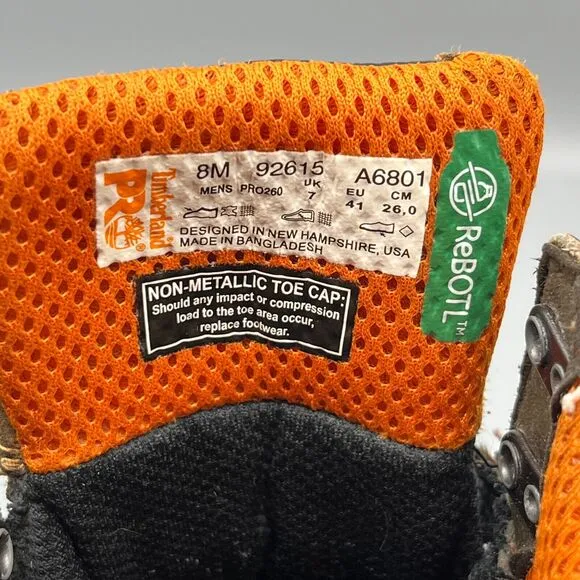 Timberland
PRO
8M 92615 A6801
MENS PRO260 UK EU CM
7 41 26,0
DESIGNED IN NEW HAMPSHIRE, USA
MADE IN BANGLADESH
ReBOTL™
NON-METALLIC TOE CAP:
Should any impact or compression
load to the toe area occur,
replace footwear.